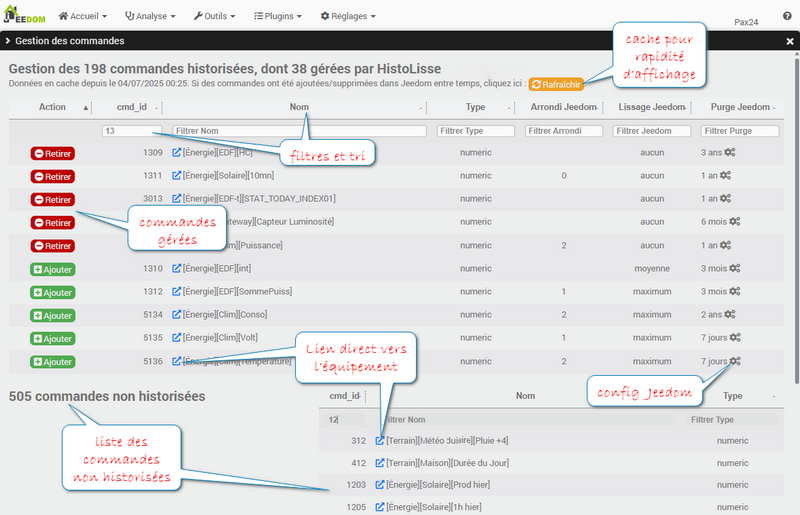 JEEDOM Accueil Analyse Outils Plugins Réglages Pax24
Gestion des commandes
Gestion des 198 commandes historisées, dont 38 gérées par HistoLisse
Données en cache depuis le 04/07/2025 00:25. Si des commandes ont été ajoutées/supprimées dans Jeedom entre temps, cliquez ici : Rafraîchir
cache pour
rapidité
d'affichage
Action cmd_id Nom Type Arrondi Jeedom Lissage Jeedom Purge Jeedom
13 Filtrer Nom Filtrer Type Filtrer Arrondi Filtrer Jeedom Filtrer Purge
filtres et tri
Retirer 1309 [Énergie][EDF][HC] numeric aucun 3 ans
Retirer 1311 [Énergie][Solaire][10mn] numeric 0 aucun 1 an
Retirer 3013 [Énergie][EDF-t][STAT_TODAY_INDEX01] numeric aucun 1 an
Retirer [Capteur Luminosité] numeric aucun 6 mois
Retirer [Puissance] numeric 2 aucun 1 an
commandes
gérées
Ajouter 1310 [Énergie][EDF][int] numeric moyenne 3 mois
Ajouter 1312 [Énergie][EDF][SommePuiss] numeric 1 maximum 3 mois
Ajouter 5134 [Énergie][Clim][Conso] numeric 2 maximum 2 ans
Ajouter 5135 [Énergie][Clim][Volt] numeric 1 maximum 7 jours
Ajouter 5136 [Énergie][Clim][Température] numeric 2 maximum 7 jours
Lien direct vers
l'équipement
config Jeedom
505 commandes non historisées
cmd_id Nom Type
12 Filtrer Nom Filtrer Type
liste des
commandes
non historisées
312 [Terrain][Météo][Pluie +4] numeric
412 [Terrain][Maison][Durée du Jour] numeric
1203 [Énergie][Solaire][Prod hier] numeric
1205 [Énergie][Solaire][1h hier] numeric